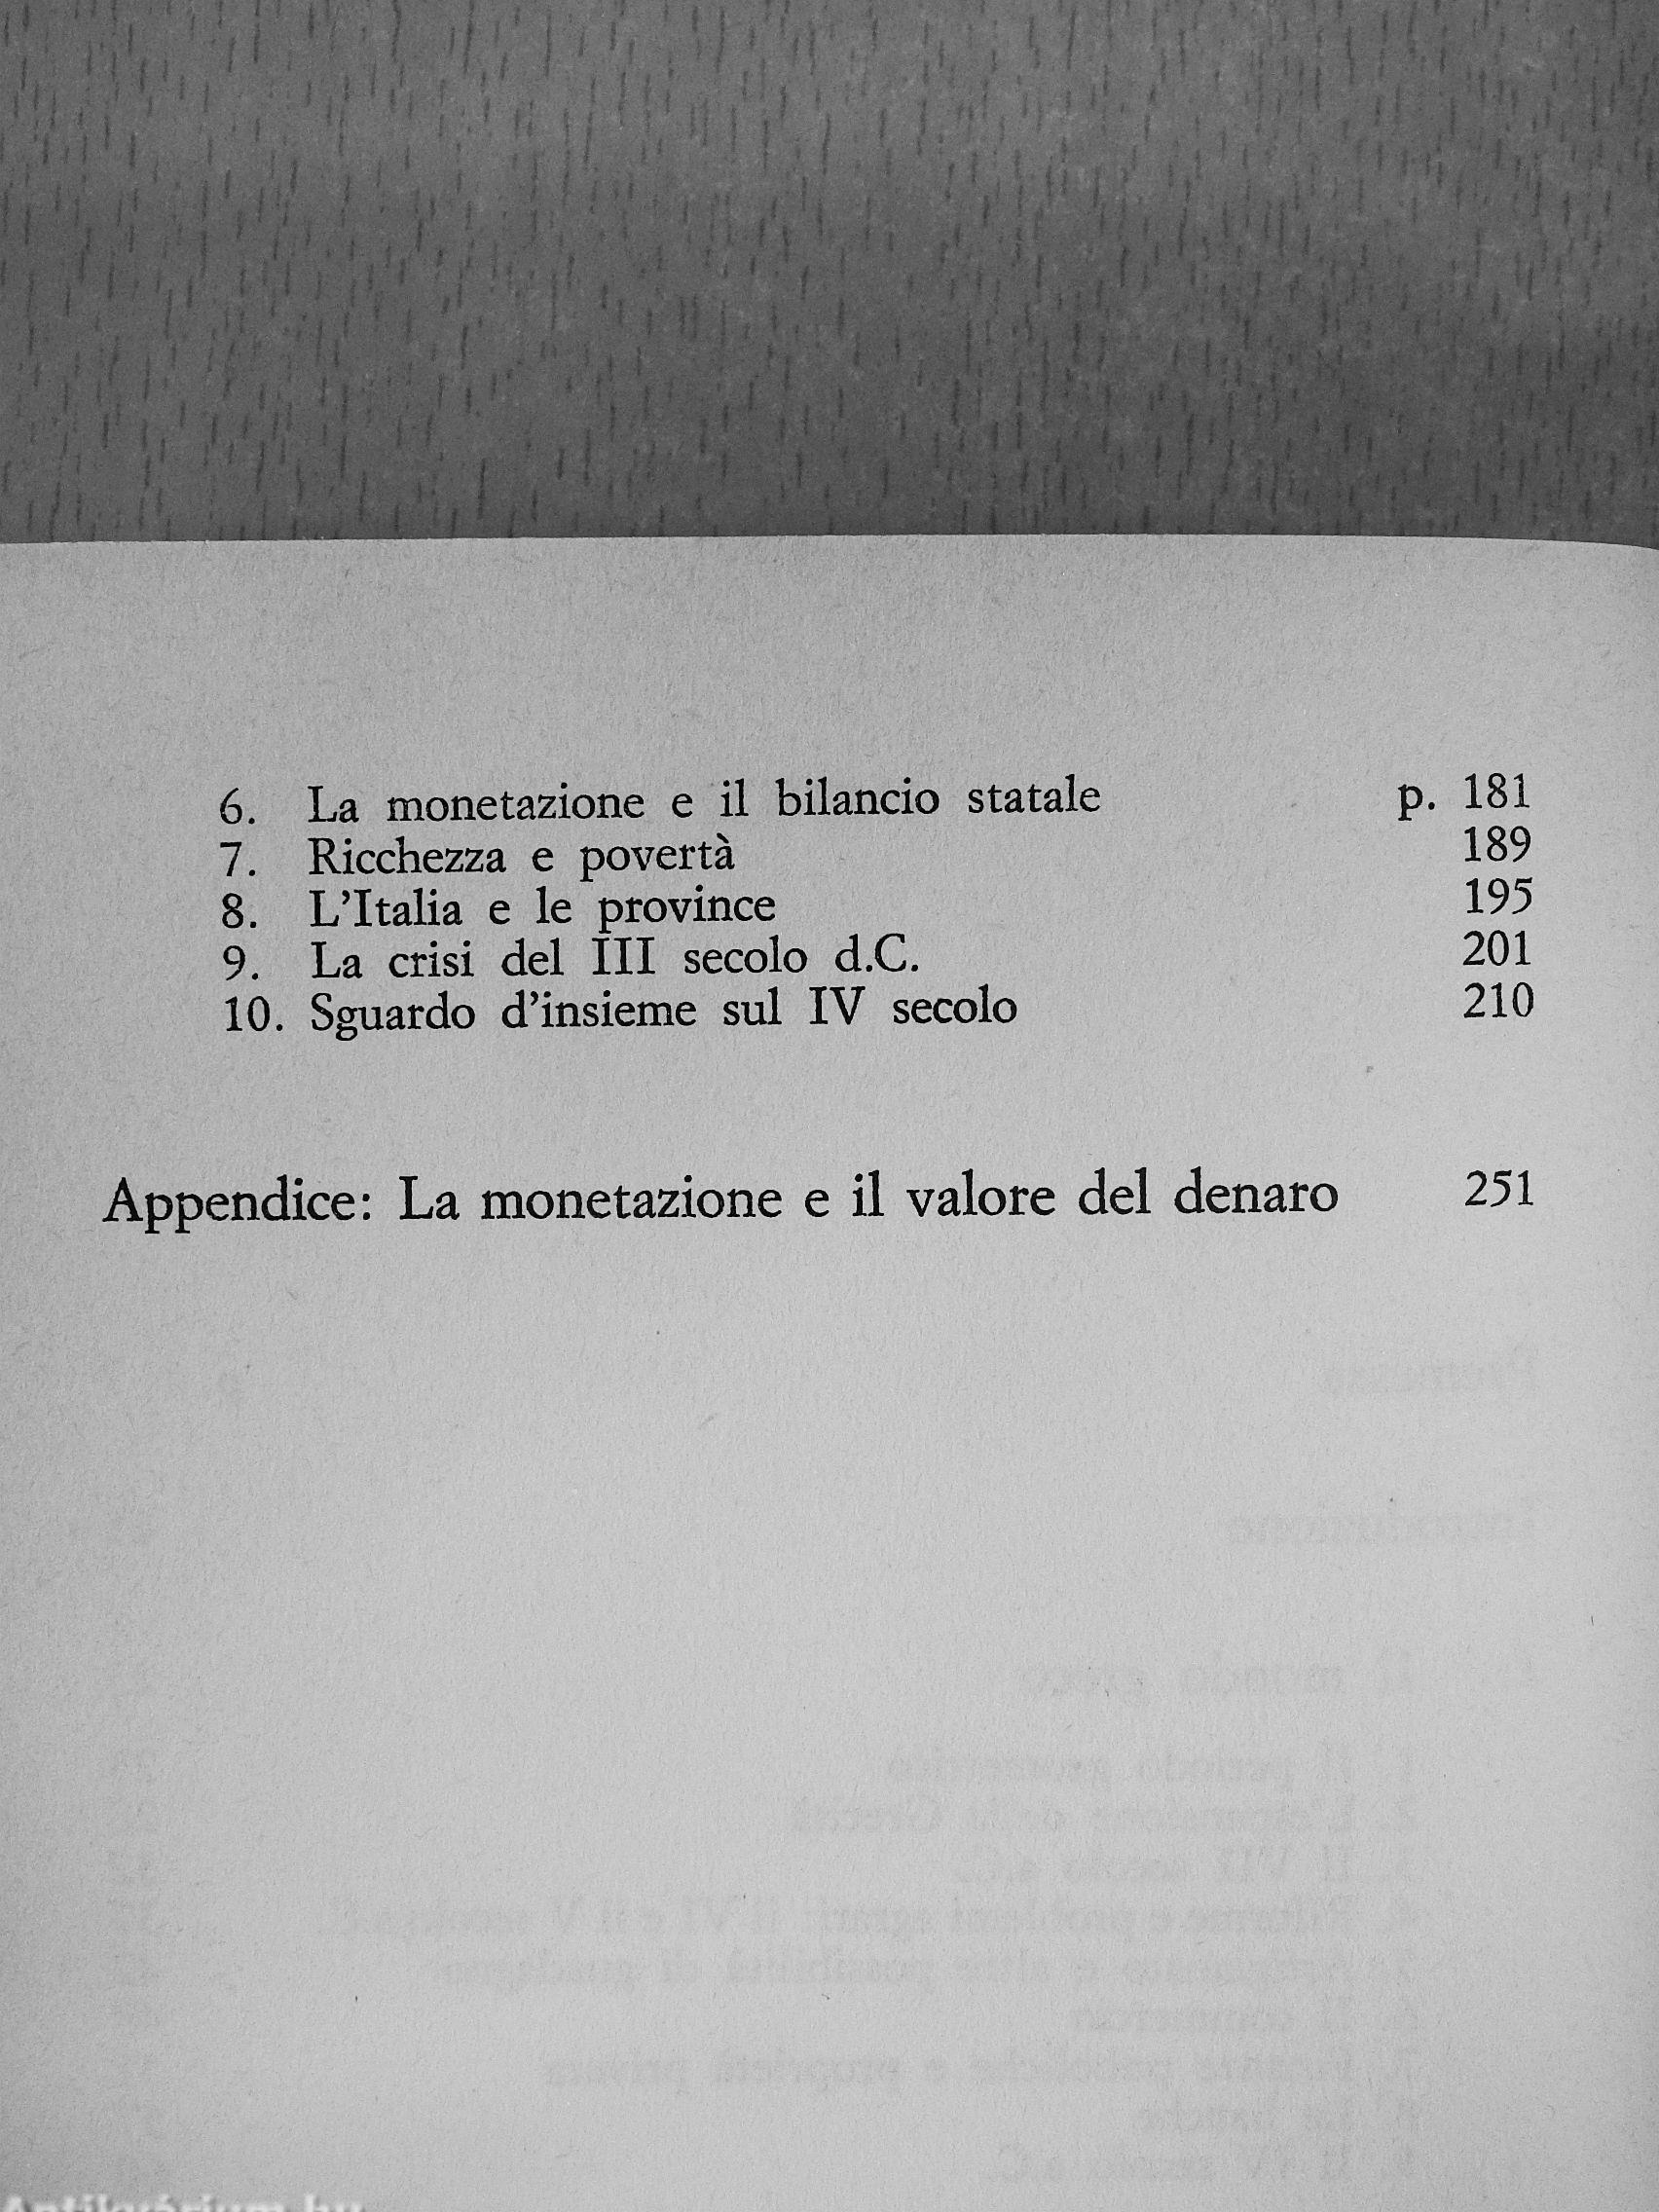 6. La monetazione e il bilancio statale p. 181
7. Ricchezza e povertà 189
8. L'Italia e le province 195
9. La crisi del III secolo d.C. 201
10. Sguardo d'insieme sul IV secolo 210
Appendice: La monetazione e il valore del denaro 251
Antikvárium.hu